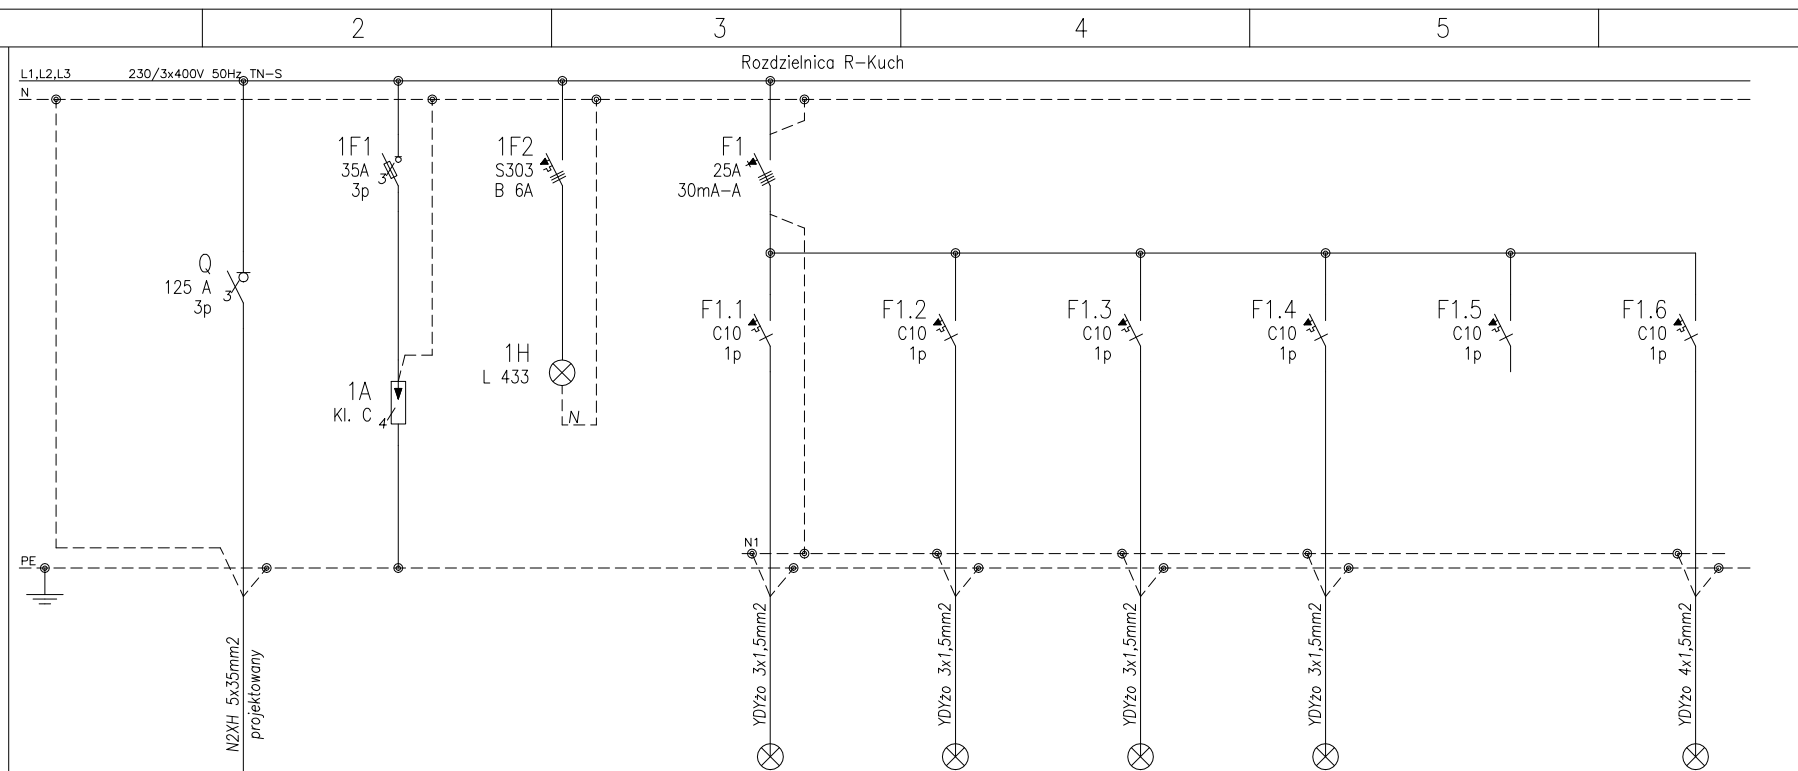 2
3
4
5
Rozdzielnica R-Kuch
L1,L2,L3
230/3x400V 50Hz TN-S
N
1F1
35A
3p
3
1F2
S303
B 6A
F1
25A
30mA-A
Q
125 A
3p
3
F1.1
C10
1p
F1.2
C10
1p
F1.3
C10
1p
F1.4
C10
1p
F1.5
C10
1p
F1.6
C10
1p
1H
L 433
1A
Kl. C
4
N
N1
PE
N2XH 5x35mm2
projektowany
YDYżo 3x1,5mm2
YDYżo 3x1,5mm2
YDYżo 3x1,5mm2
YDYżo 3x1,5mm2
YDYżo 4x1,5mm2